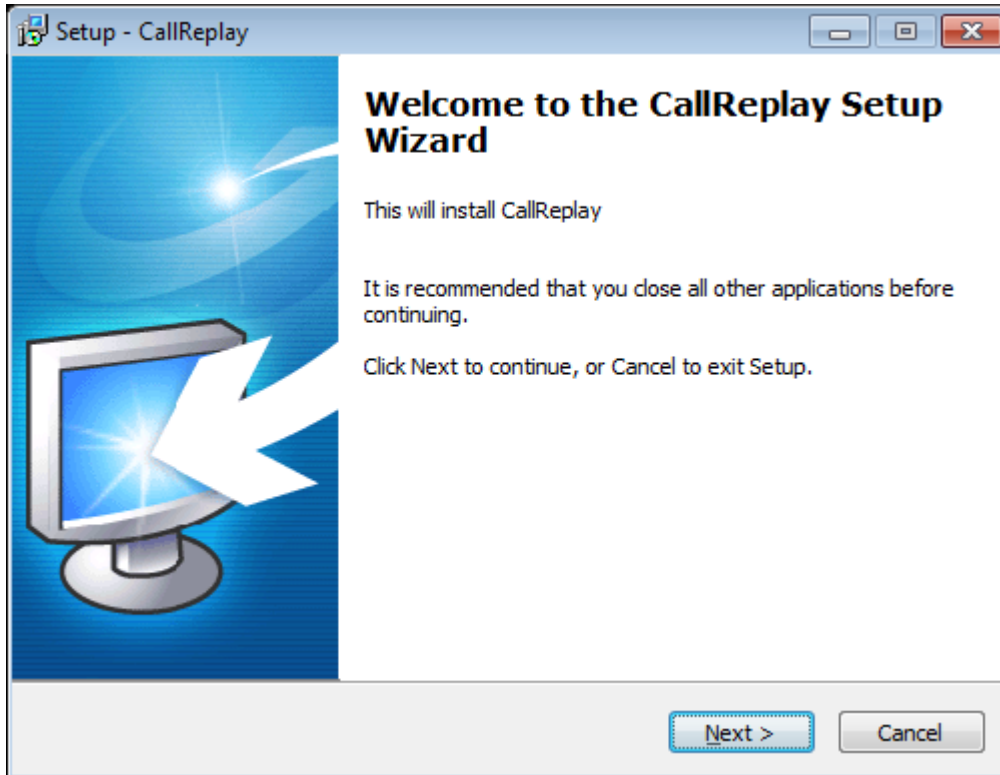 Setup - CallReplay
Welcome to the CallReplay Setup
Wizard
This will install CallReplay
It is recommended that you close all other applications before
continuing.
Click Next to continue, or Cancel to exit Setup.
Next >
Cancel